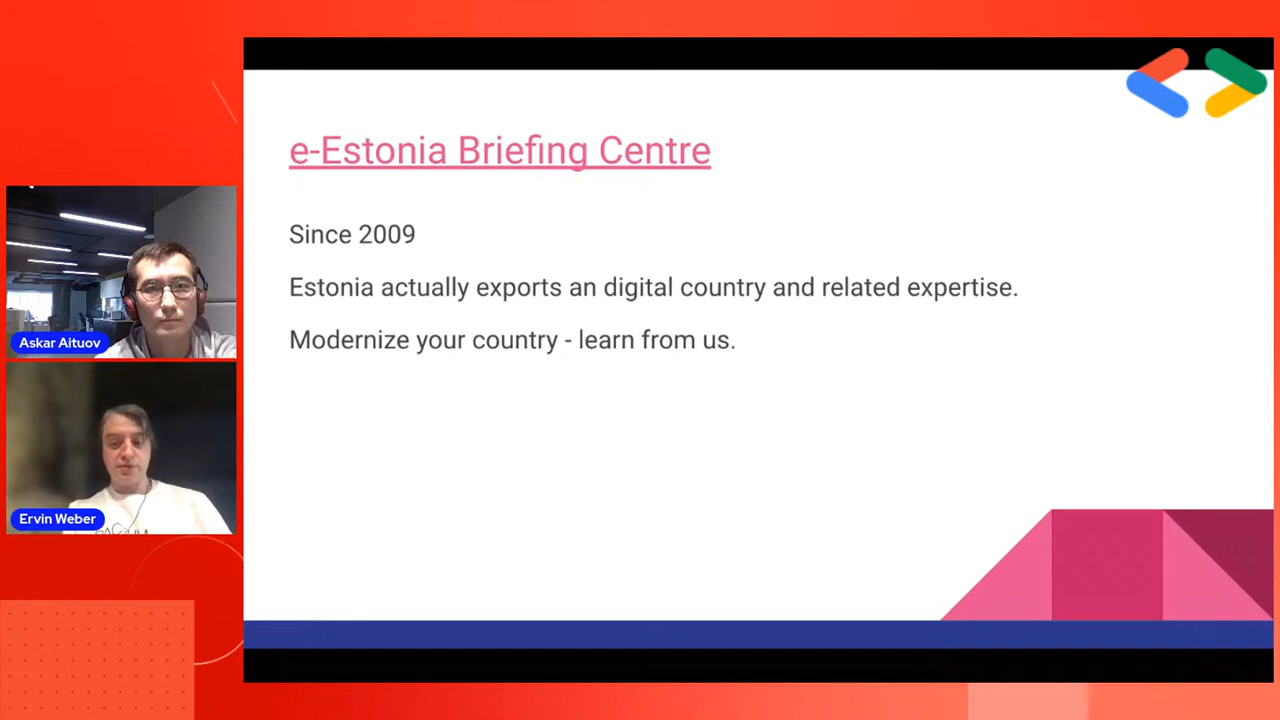 e-Estonia Briefing Centre
Since 2009
Estonia actually exports an digital country and related expertise.
Modernize your country - learn from us.
Askar Aituov
Ervin Weber